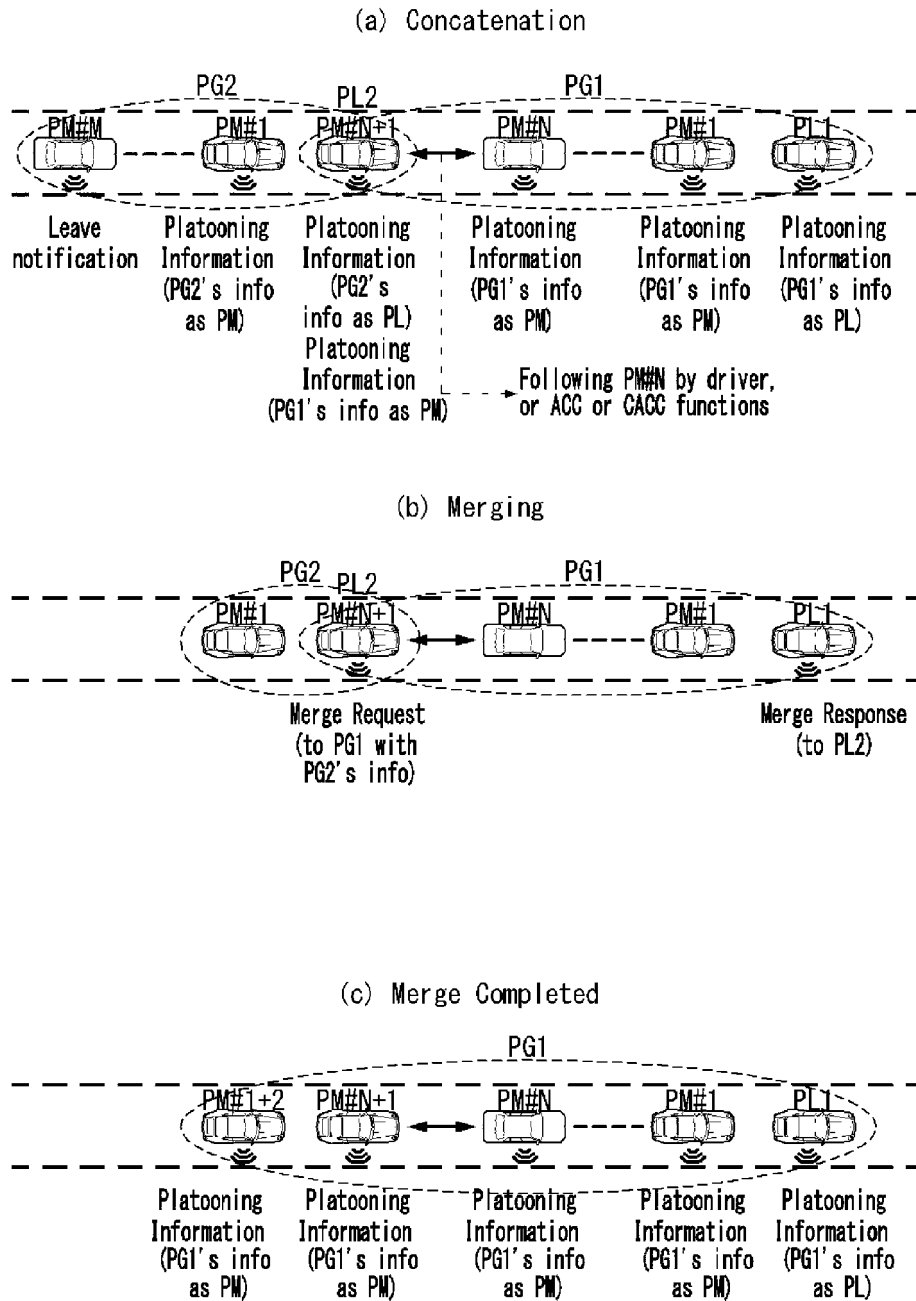 (a) Concatenation
PG2
PL2
PG1
PM#M
PM#1
PM#N+1
PM#N
PM#1
PL1
Leave
notification
Platooning
Information
(PG2's info
as PM)
Platooning
Information
(PG2's
info as PL)
Platooning
Information
(PG1's info as PM)
Platooning
Information
(PG1's info
as PM)
Platooning
Information
(PG1's info
as PM)
Platooning
Information
(PG1's info
as PL)
Following PM#N by driver,
or ACC or CACC functions
(b) Merging
PG2
PL2
PG1
PM#1
PM#N+1
PM#N
PM#1
PL1
Merge Request
(to PG1 with
PG2's info)
Merge Response
(to PL2)
(c) Merge Completed
PG1
PM#1+2
PM#N+1
PM#N
PM#1
PL1
Platooning
Information
(PG1's info
as PM)
Platooning
Information
(PG1's info
as PM)
Platooning
Information
(PG1's info
as PM)
Platooning
Information
(PG1's info
as PM)
Platooning
Information
(PG1's info
as PL)